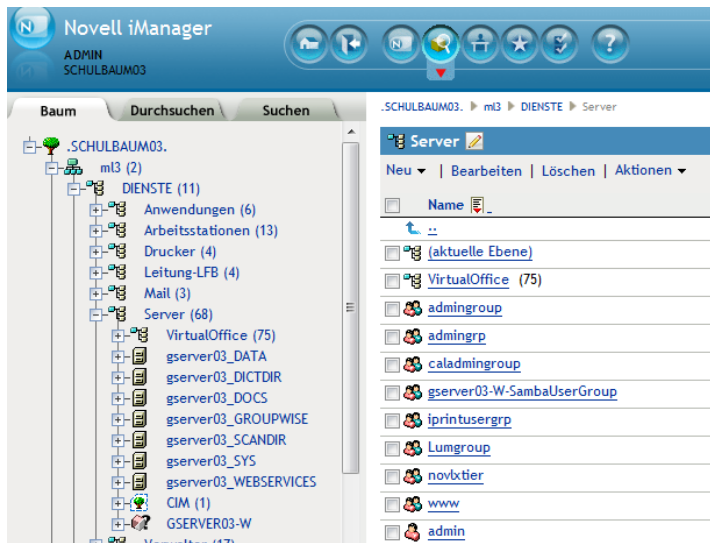 Novell iManager
ADMIN
SCHULBAUM03
Baum
Durchsuchen
Suchen
.SCHULBAUM03.
ml3 (2)
DIENSTE (11)
Anwendungen (6)
Arbeitsstationen (13)
Drucker (4)
Leitung-LFB (4)
Mail (3)
Server (68)
VirtualOffice (75)
gserver03_DATA
gserver03_DICTDIR
gserver03_DOCS
gserver03_GROUPWISE
gserver03_SCANDIR
gserver03_SYS
gserver03_WEBSERVICES
CIM (1)
GSERVER03-W
Verwalter (17)
.SCHULBAUM03. ml3 DIENSTE Server
Server
Neu | Bearbeiten | Löschen | Aktionen
Name
..
(aktuelle Ebene)
VirtualOffice (75)
admingroup
admingrp
caladmingroup
gserver03-W-SambaUserGroup
iprintusergrp
Lumgroup
novlxtier
www
admin